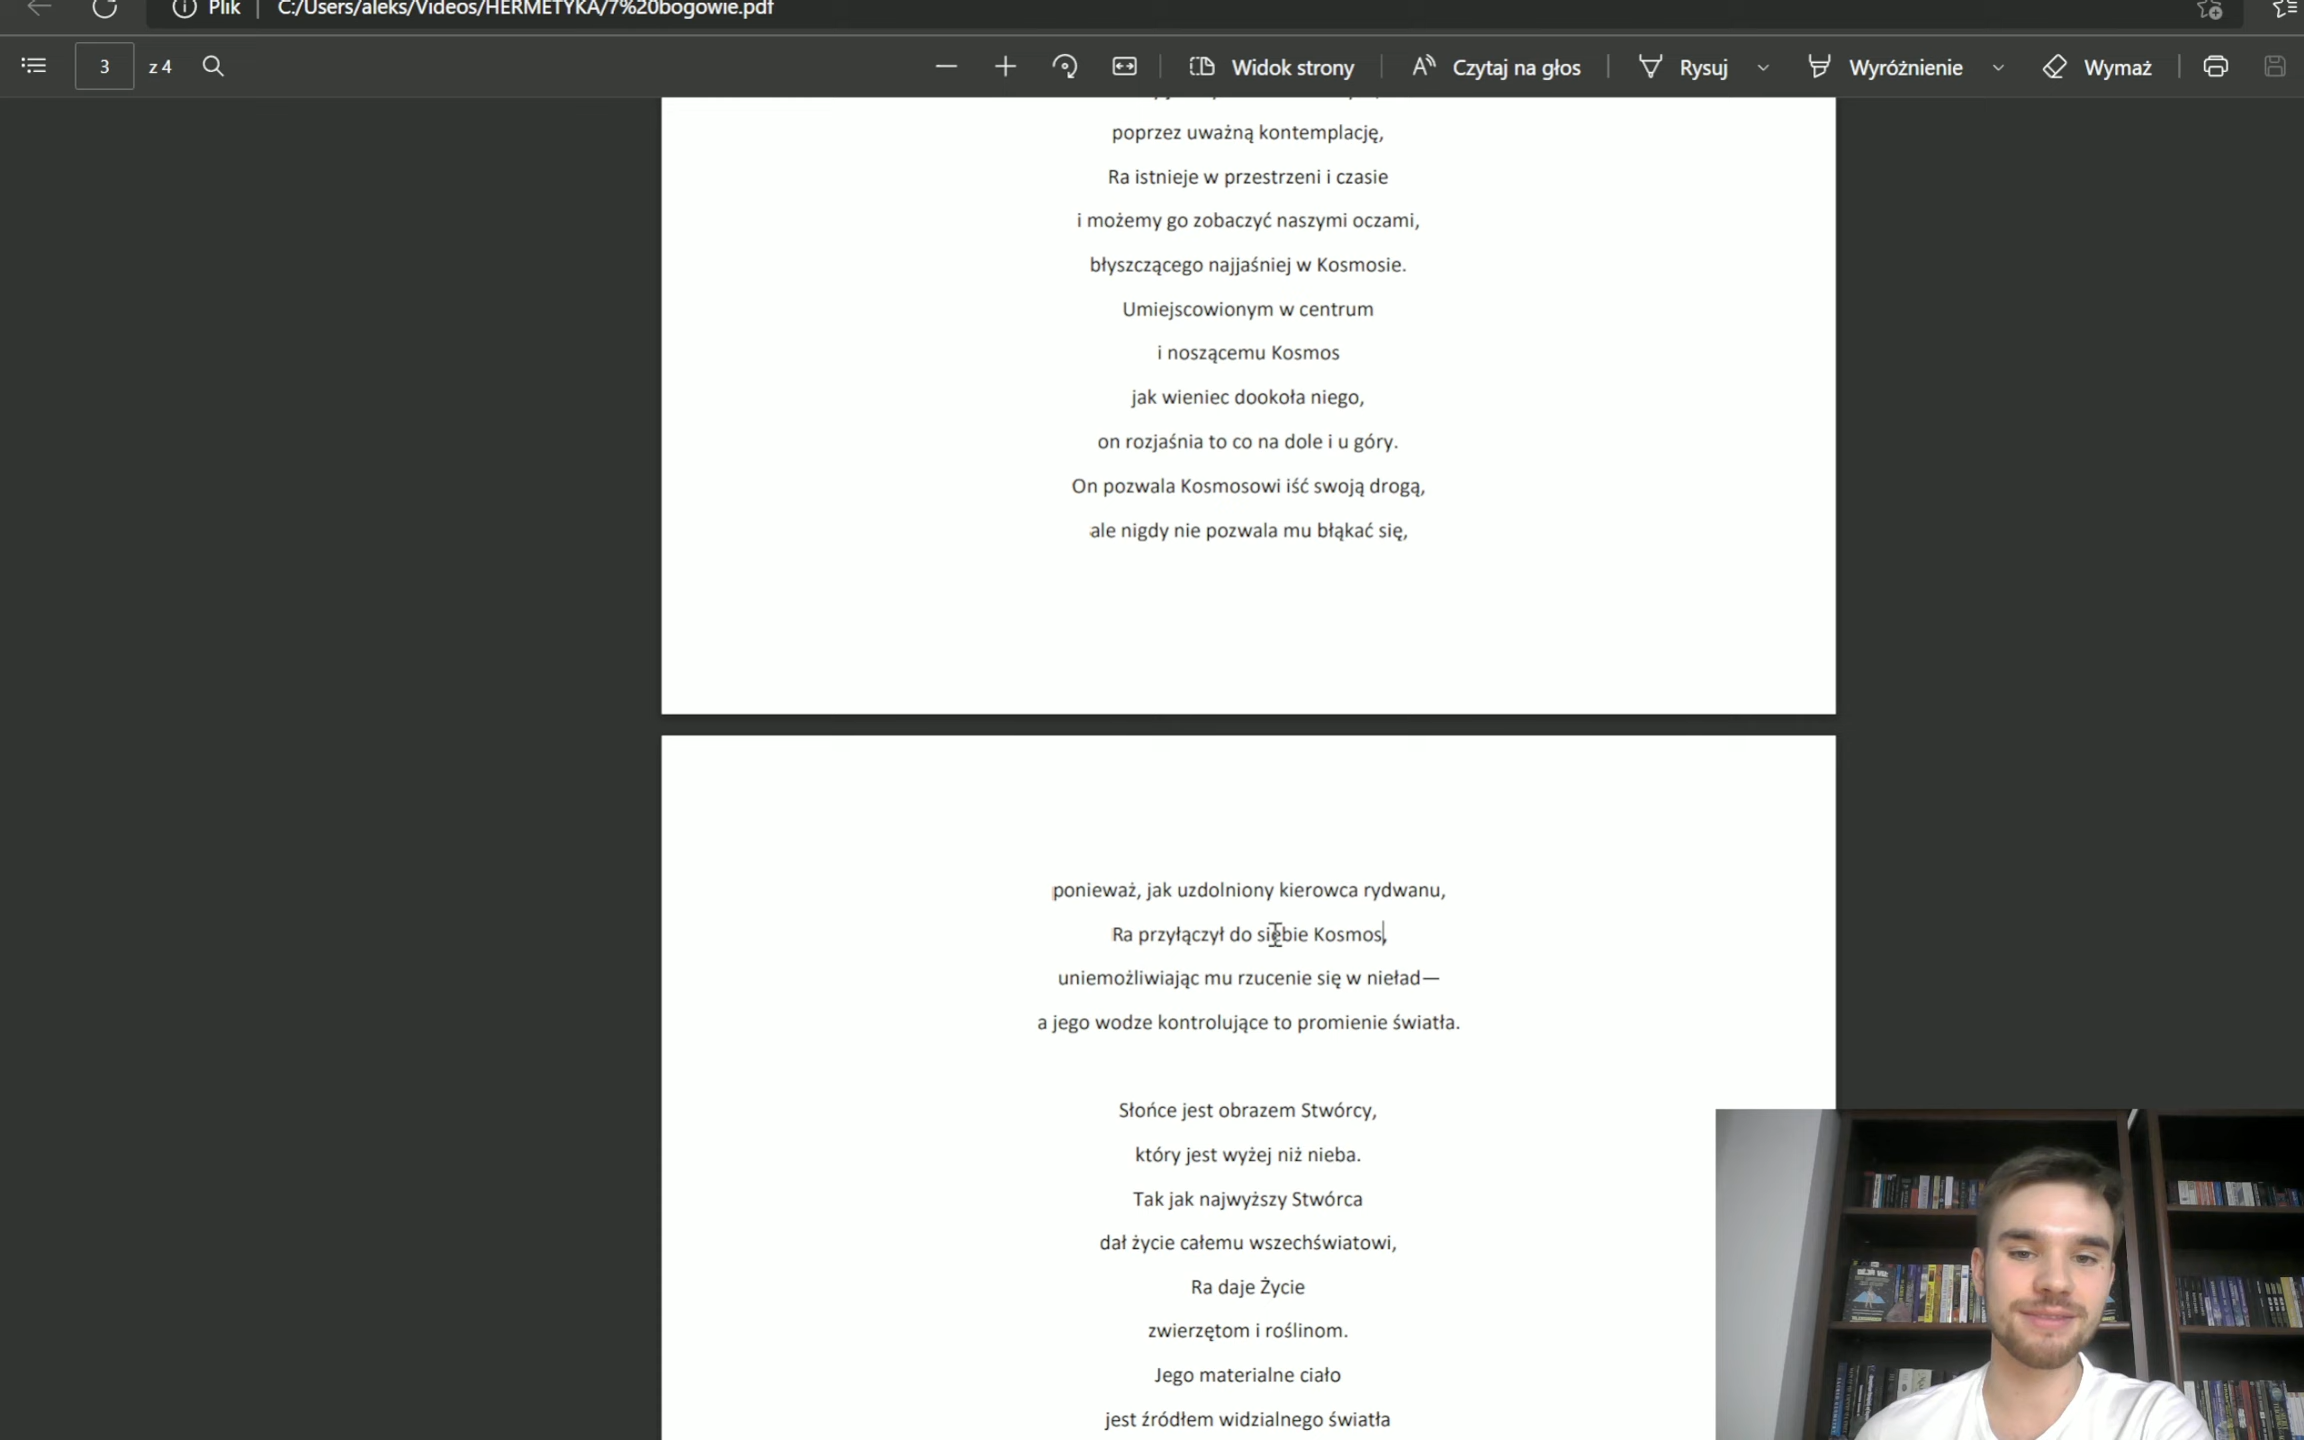 Plik C:/Users/aleks/Videos/HERMETYKA/7%20bogowie.pdf
3 z 4 Widok strony Czytaj na głos Rysuj Wyróżnienie Wymaż
poprzez uważną kontemplację,
Ra istnieje w przestrzeni i czasie
i możemy go zobaczyć naszymi oczami,
błyszczącego najjaśniej w Kosmosie.
Umiejscowionym w centrum
i noszącemu Kosmos
jak wieniec dookoła niego,
on rozjaśnia to co na dole i u góry.
On pozwala Kosmosowi iść swoją drogą,
ale nigdy nie pozwala mu błąkać się,
ponieważ, jak uzdolniony kierowca rydwanu,
Ra przyłączył do siebie Kosmos,
uniemożliwiając mu rzucenie się w nieład—
a jego wodze kontrolujące to promienie światła.
Słońce jest obrazem Stwórcy,
który jest wyżej niż nieba.
Tak jak najwyższy Stwórca
dał życie całemu wszechświatowi,
Ra daje Życie
zwierzętom i roślinom.
Jego materialne ciało
jest źródłem widzialnego światła